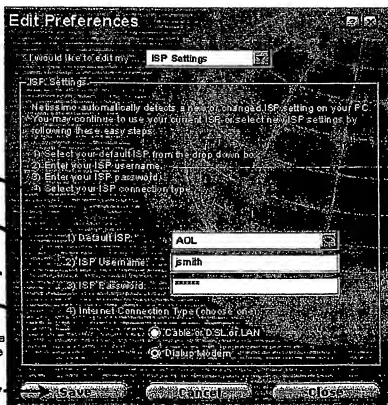 Edit Preferences
I would like to edit my
ISP Settings
ISP Settings
Netissimo automatically detects a new or changed ISP setting on your PC.
You may continue to use your current ISP or select new ISP settings by
following these easy steps
1) Select your default ISP from the drop down box
2) Enter your ISP username
3) Enter your ISP password
4) Select your ISP connection type
1) Default ISP:
AOL
2) ISP Username:
jsmith
3) ISP Password:
******
4) Internet Connection Type (choose one)
Cable or DSL or LAN
Dialup Modem
Save
Cancel
Close